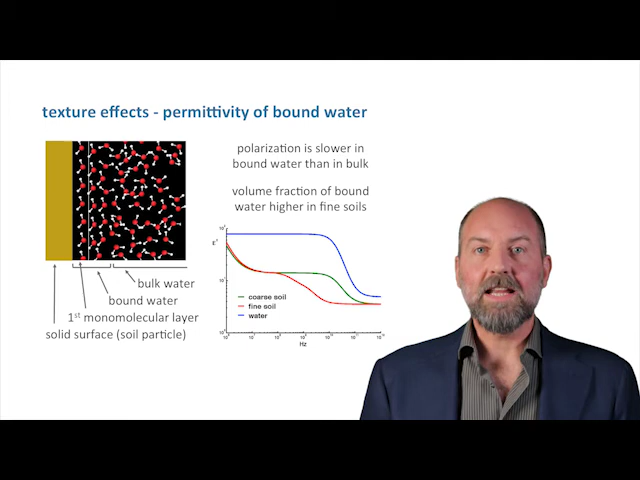 texture effects - permittivity of bound water
polarization is slower in
bound water than in bulk
volume fraction of bound
water higher in fine soils
bulk water
bound water
1st monomolecular layer
solid surface (soil particle)
coarse soil
fine soil
water
Hz